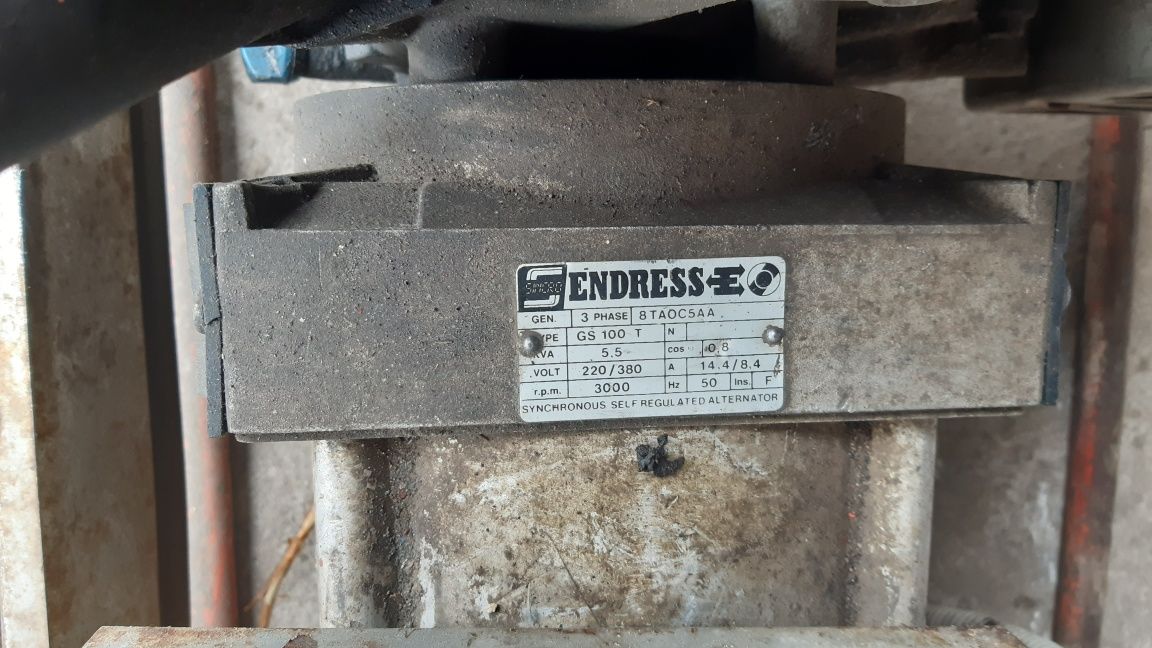 SINCRO ENDRESS E
GEN. 3 PHASE 8TAOC5AA
GS 100 T N
KVA 5.5 cos 0.8
VOLT 220/380 A 14.4/8.4
r.p.m. 3000 Hz 50 Ins. F
SYNCHRONOUS SELF REGULATED ALTERNATOR